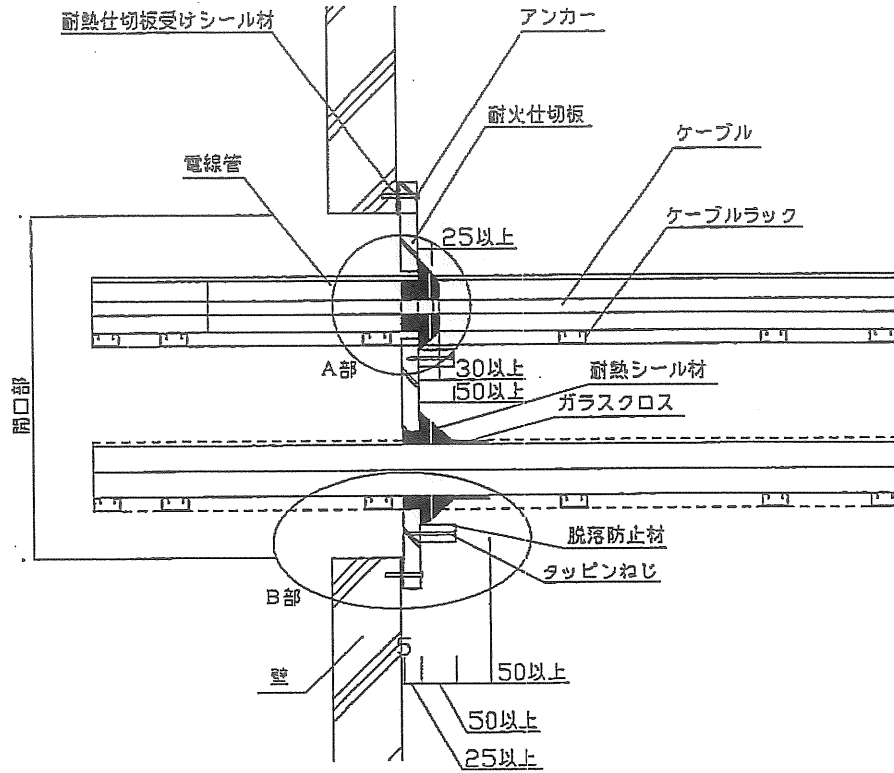 耐熱仕切板受けシール材
アンカー
耐火仕切板
ケーブル
電線管
ケーブルラック
25以上
A部
30以上
50以上
耐熱シール材
ガラスクロス
開口部
脱落防止材
タッピンねじ
B部
5
壁
50以上
50以上
25以上